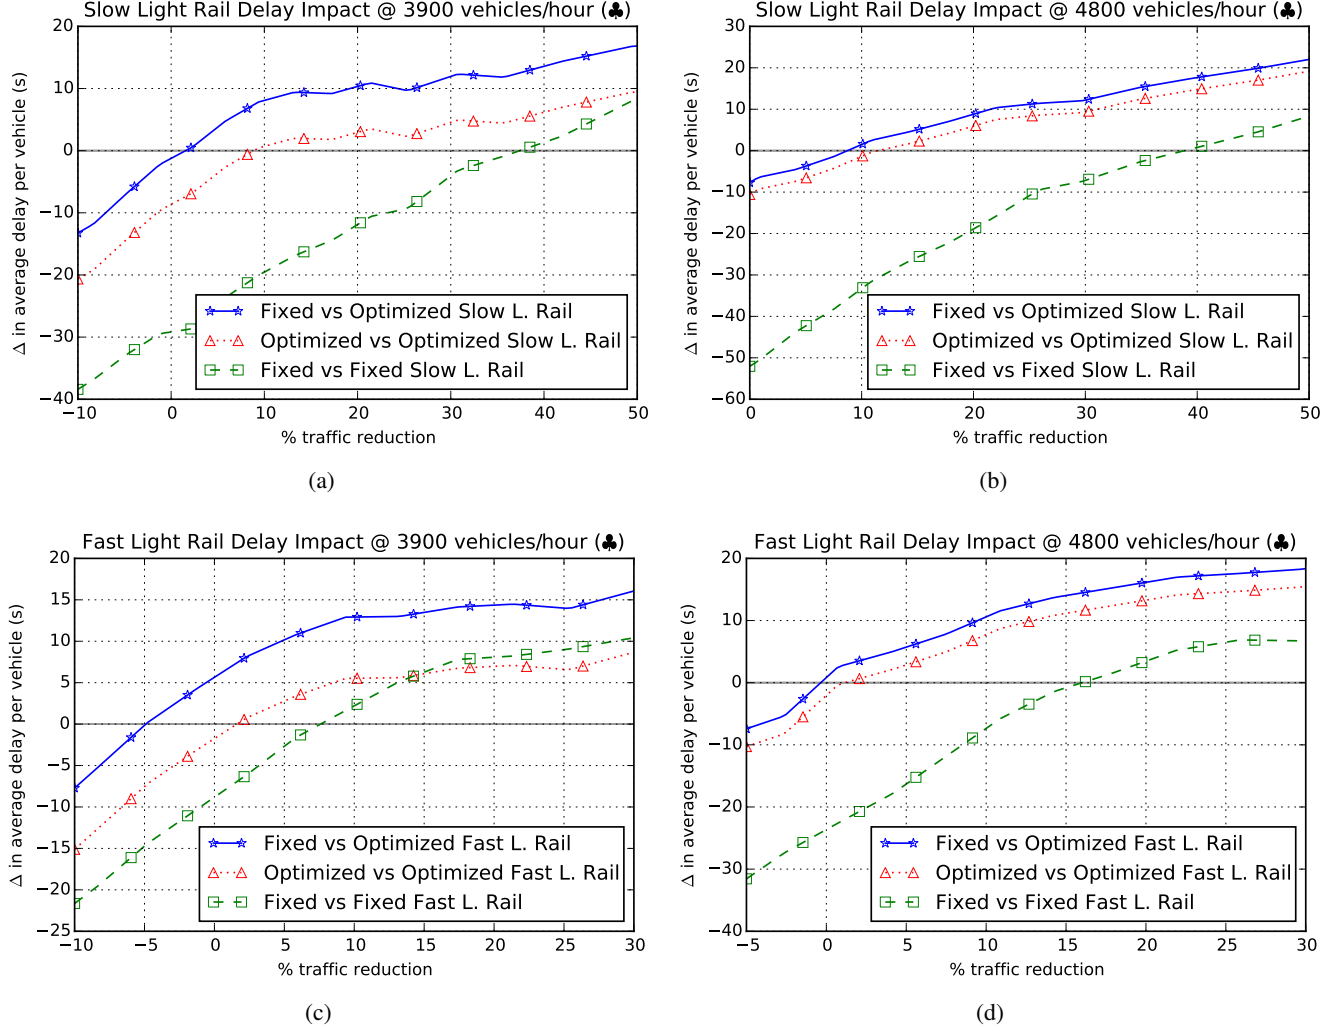 Slow Light Rail Delay Impact @ 3900 vehicles/hour (♣)
20
10
0
−10
−20
−30
−40
Δ in average delay per vehicle (s)
Fixed vs Optimized Slow L. Rail
Optimized vs Optimized Slow L. Rail
Fixed vs Fixed Slow L. Rail
−10 0 10 20 30 40 50
% traffic reduction
(a)
Slow Light Rail Delay Impact @ 4800 vehicles/hour (♣)
30
20
10
0
−10
−20
−30
−40
−50
−60
Δ in average delay per vehicle (s)
Fixed vs Optimized Slow L. Rail
Optimized vs Optimized Slow L. Rail
Fixed vs Fixed Slow L. Rail
0 10 20 30 40 50
% traffic reduction
(b)
Fast Light Rail Delay Impact @ 3900 vehicles/hour (♣)
20
15
10
5
0
−5
−10
−15
−20
−25
Δ in average delay per vehicle (s)
Fixed vs Optimized Fast L. Rail
Optimized vs Optimized Fast L. Rail
Fixed vs Fixed Fast L. Rail
−10 −5 0 5 10 15 20 25 30
% traffic reduction
(c)
Fast Light Rail Delay Impact @ 4800 vehicles/hour (♣)
20
10
0
−10
−20
−30
−40
Δ in average delay per vehicle (s)
Fixed vs Optimized Fast L. Rail
Optimized vs Optimized Fast L. Rail
Fixed vs Fixed Fast L. Rail
−5 0 5 10 15 20 25 30
% traffic reduction
(d)